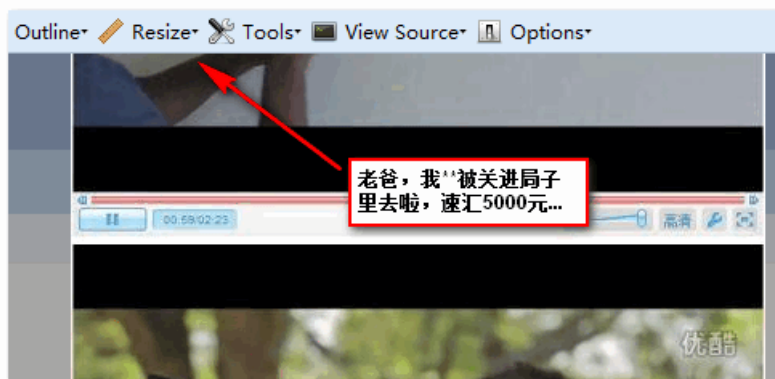 Outline Resize Tools View Source Options
老爸，我**被关进局子
里去啦，速汇5000元...
00:59/02:23
高清
优酷